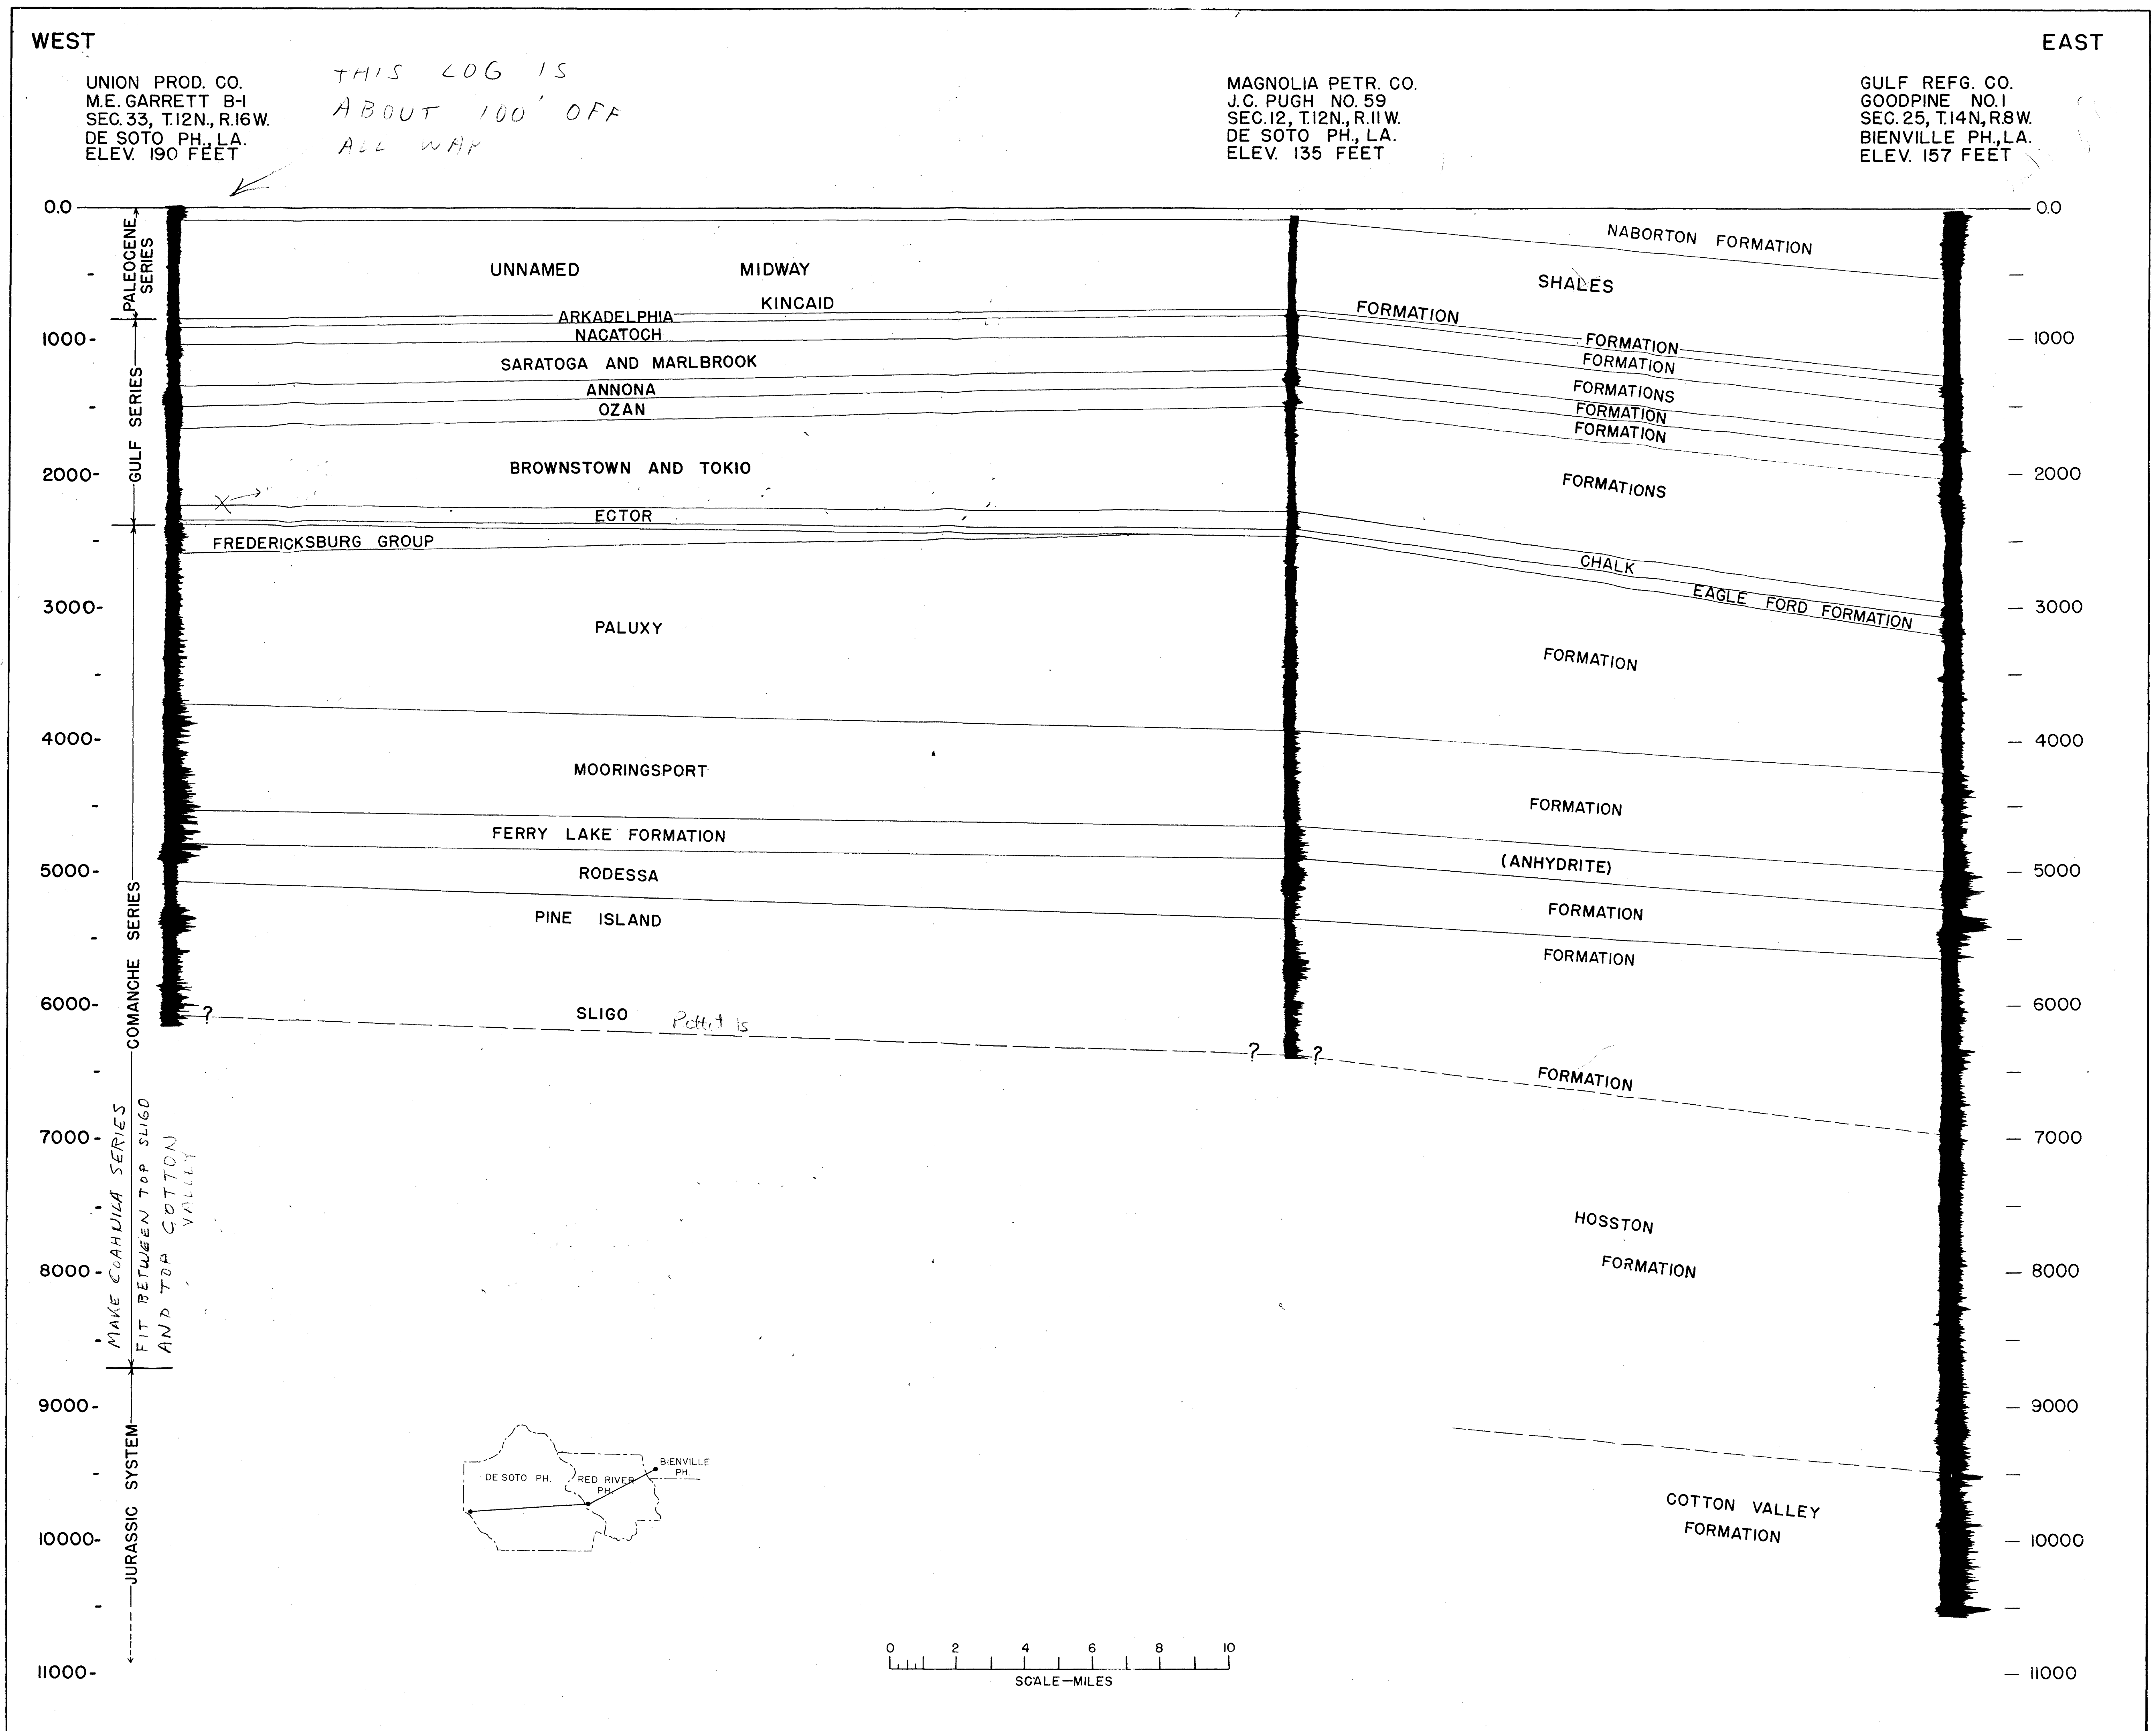 WEST
EAST
UNION PROD. CO.
M.E. GARRETT B-1
SEC. 33, T.12N., R.16W.
DE SOTO PH., LA.
ELEV. 190 FEET
THIS LOG IS
ABOUT 100' OFF
ALL WAY
MAGNOLIA PETR. CO.
J.C. PUGH NO. 59
SEC. 12, T.12N., R.11W.
DE SOTO PH., LA.
ELEV. 135 FEET
GULF REFG. CO.
GOODPINE NO.1
SEC. 25, T.14N., R.8W.
BIENVILLE PH., LA.
ELEV. 157 FEET
0.0
0.0
PALEOCENE
SERIES
NABORTON FORMATION
UNNAMED MIDWAY SHALES
KINCAID FORMATION
ARKADELPHIA FORMATION
1000-
1000
NACATOCH FORMATION
SARATOGA AND MARLBROOK FORMATIONS
ANNONA FORMATION
OZAN FORMATION
GULF SERIES
BROWNSTOWN AND TOKIO FORMATIONS
2000-
2000
X
ECTOR CHALK
FREDERICKSBURG GROUP
EAGLE FORD FORMATION
3000-
3000
PALUXY FORMATION
4000-
4000
MOORINGSPORT FORMATION
FERRY LAKE FORMATION (ANHYDRITE)
5000-
5000
RODESSA FORMATION
PINE ISLAND FORMATION
COMANCHE SERIES
6000-
6000
?
SLIGO Pettet is
?
?
FORMATION
7000-
7000
MAKE COAHNILA SERIES
FIT BETWEEN TOP SLIGO
AND TOP COTTON
VALLEY
HOSSTON
FORMATION
8000-
8000
9000-
9000
JURASSIC SYSTEM
DE SOTO PH.
RED RIVER
PH.
BIENVILLE
PH.
COTTON VALLEY
FORMATION
10000-
10000
0 2 4 6 8 10
SCALE—MILES
11000-
11000